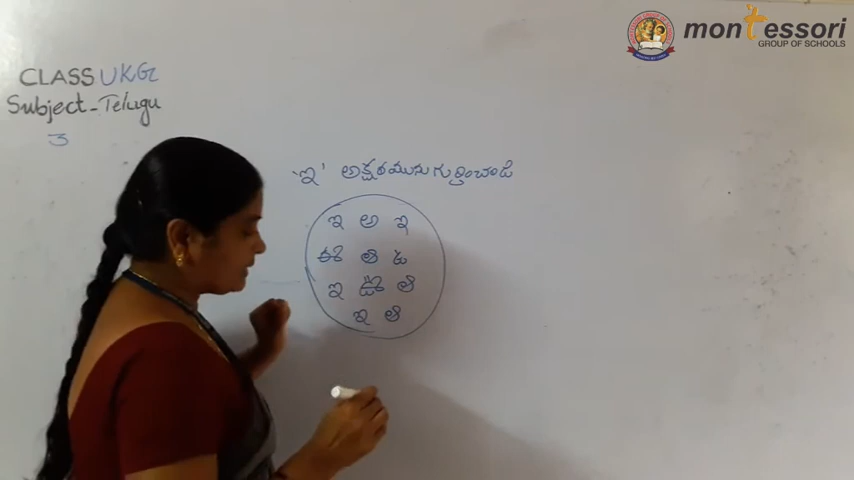 montessori
GROUP OF SCHOOLS
CLASS UKG
Subject-Telugu
3
'ఇ' అక్షరమును గుర్తించండి
ఇ అ ఇ
ఈ ఆ ఉ
ఇ ఊ ఆ
ఇ ఆ